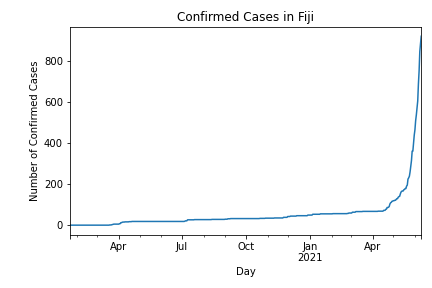 Confirmed Cases in Fiji
Number of Confirmed Cases
800
600
400
200
0
Apr Jul Oct Jan Apr
2021
Day